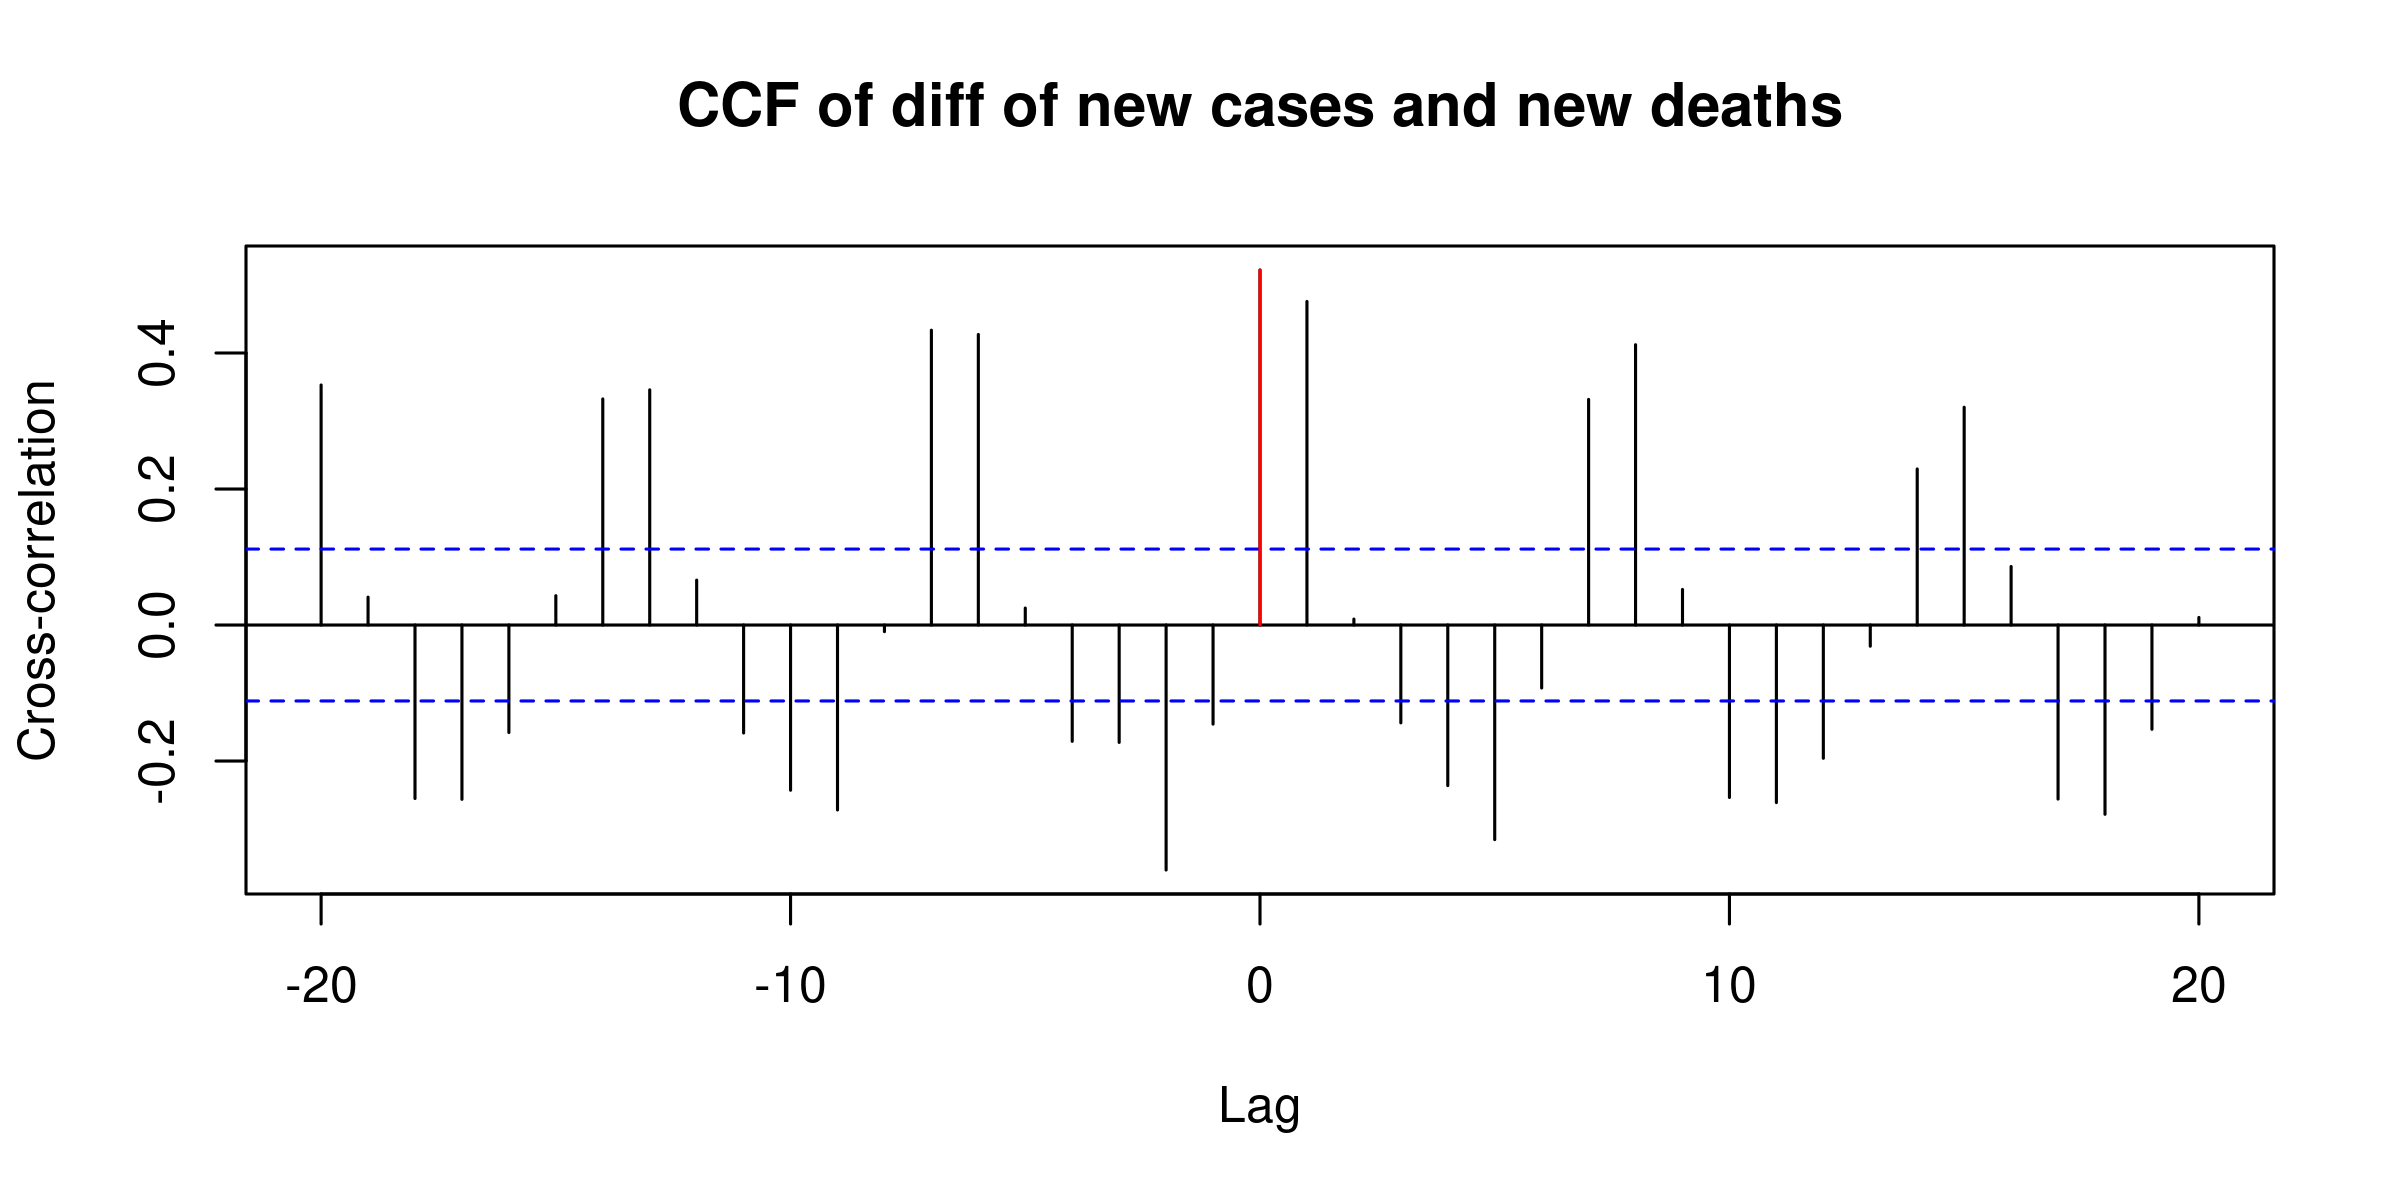 CCF of diff of new cases and new deaths
Cross-correlation
0.4
0.2
0.0
-0.2
-20 -10 0 10 20
Lag